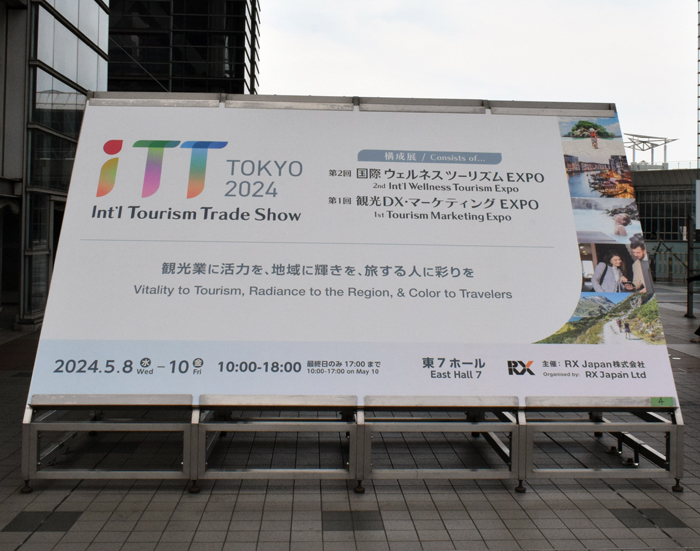 iTT TOKYO
2024
Int'l Tourism Trade Show
構成展 / Consists of...
第2回 国際 ウェルネスツーリズム EXPO
2nd Int'l Wellness Tourism Expo
第1回 観光DX・マーケティング EXPO
1st Tourism Marketing Expo
観光業に活力を、地域に輝きを、旅する人に彩りを
Vitality to Tourism, Radiance to the Region, & Color to Travelers
2024.5.8 水 Wed – 10 金 Fri
10:00-18:00 最終日のみ 17:00 まで
10:00-17:00 on May 10
東7ホール
East Hall 7
RX 主催: RX Japan株式会社
Organised by: RX Japan Ltd
4